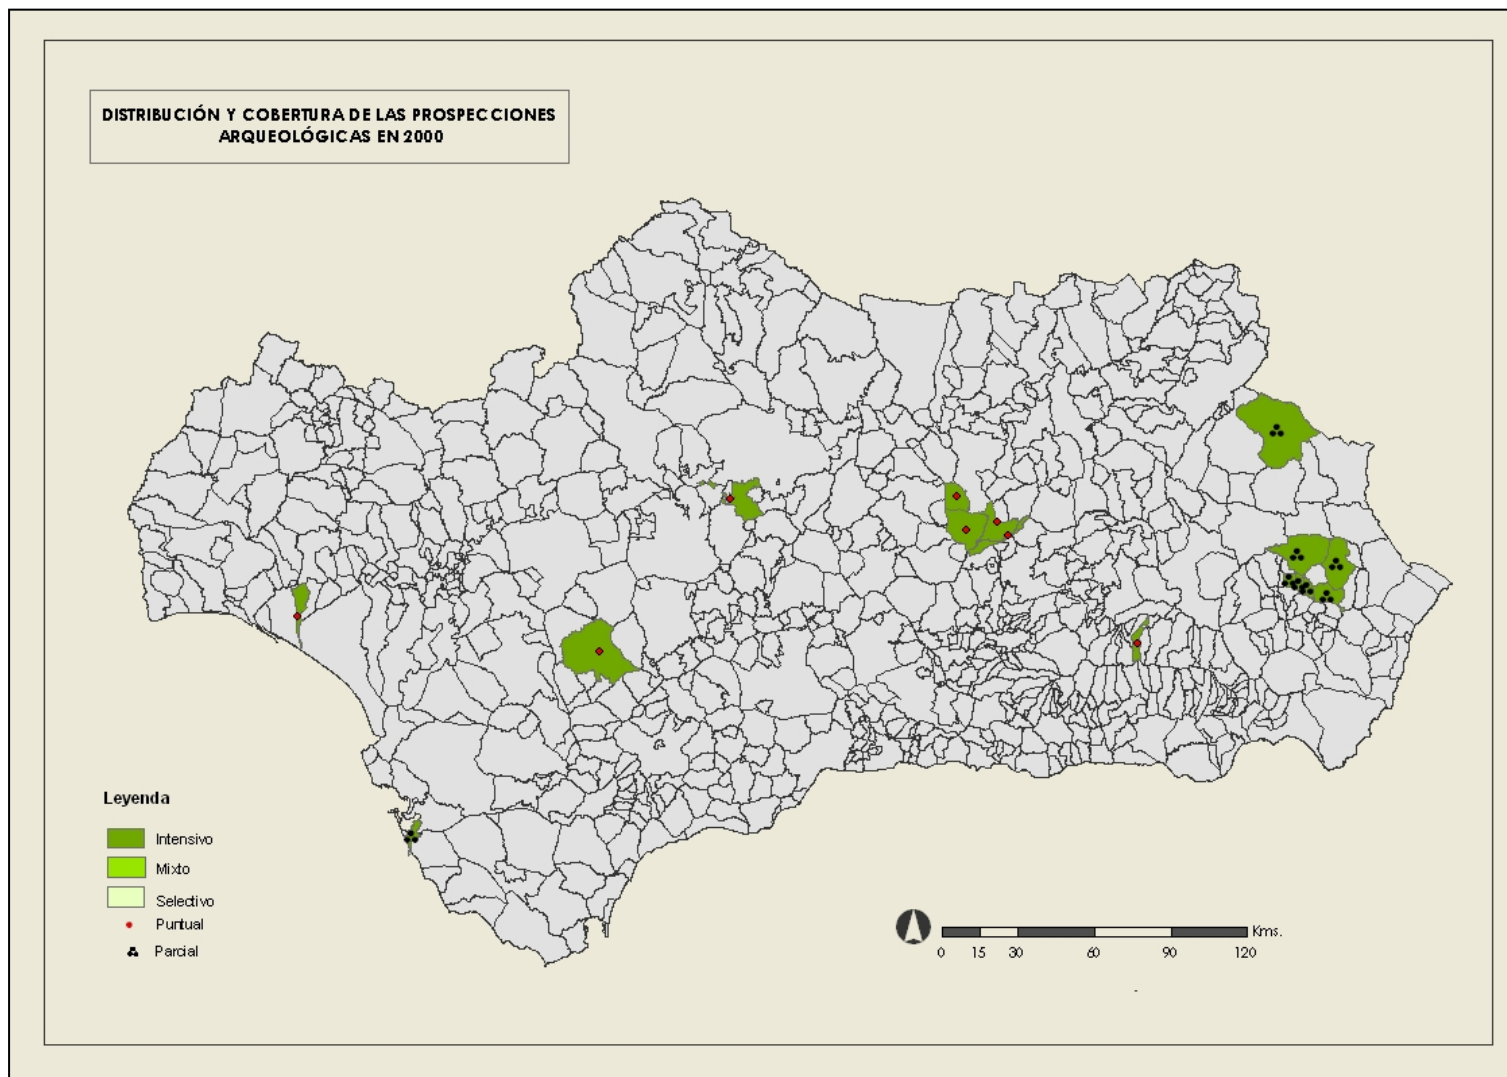 DISTRIBUCIÓN Y COBERTURA DE LAS PROSPECCIONES
ARQUEOLÓGICAS EN 2000
Leyenda
Intensivo
Mixto
Selectivo
Puntual
Parcial
Kms.
0 15 30 60 90 120